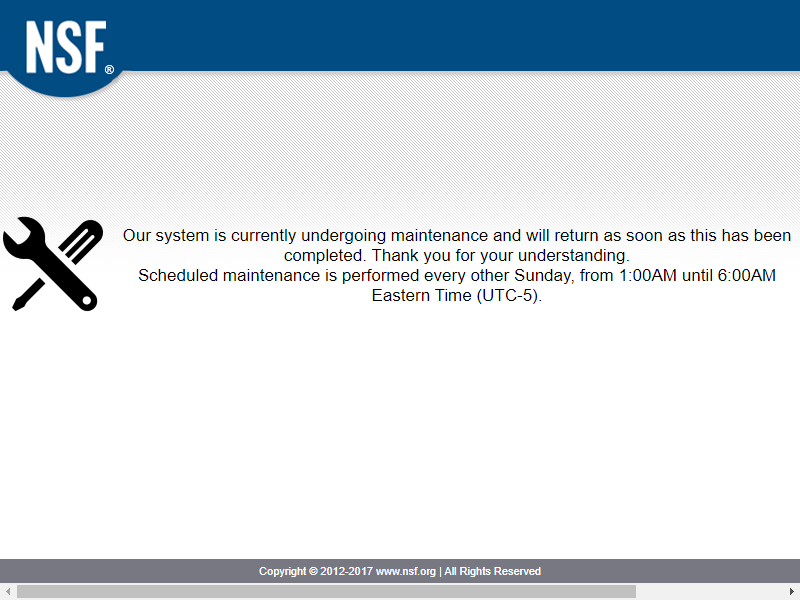 NSF®
Our system is currently undergoing maintenance and will return as soon as this has been
completed. Thank you for your understanding.
Scheduled maintenance is performed every other Sunday, from 1:00AM until 6:00AM
Eastern Time (UTC-5).
Copyright © 2012-2017 www.nsf.org | All Rights Reserved